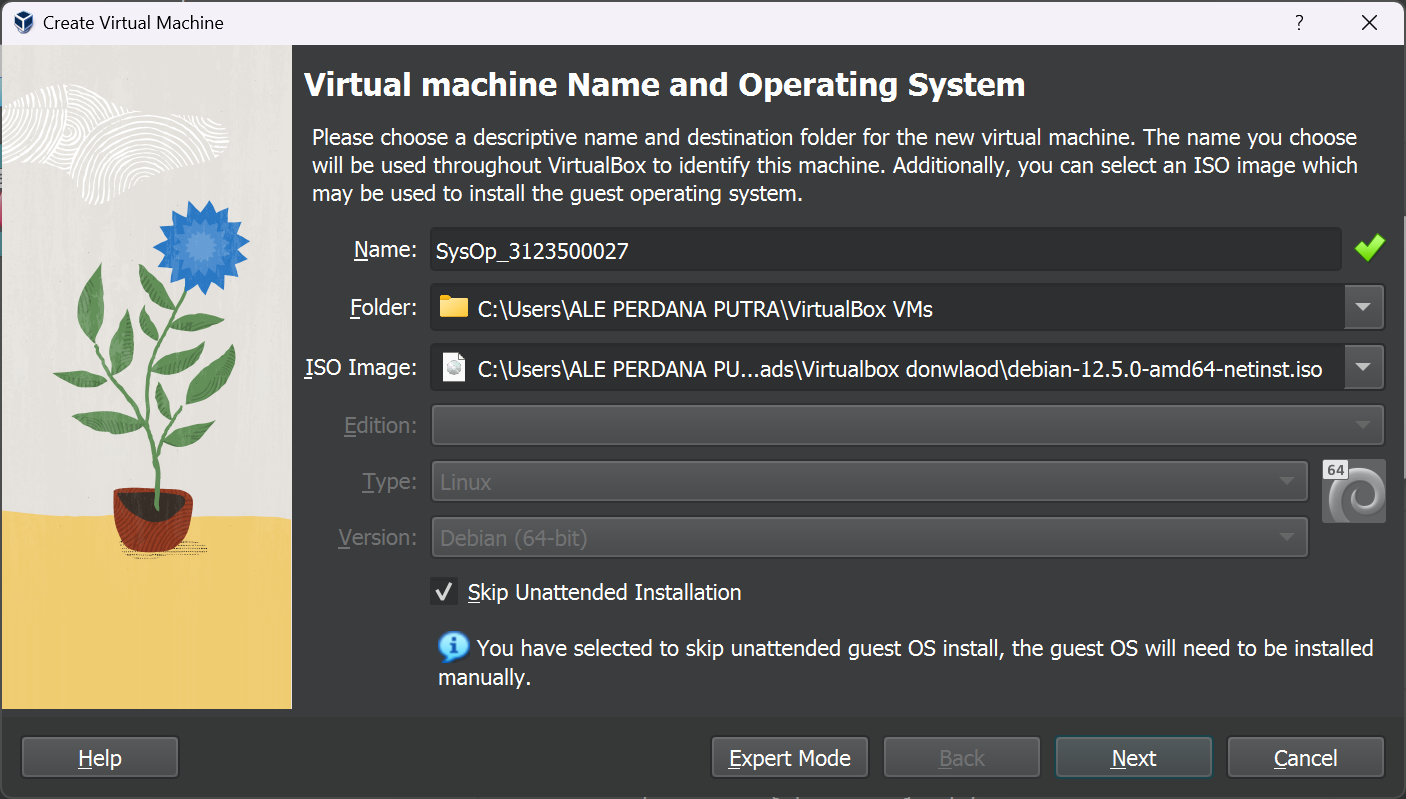 Create Virtual Machine
?
Virtual machine Name and Operating System
Please choose a descriptive name and destination folder for the new virtual machine. The name you choose
will be used throughout VirtualBox to identify this machine. Additionally, you can select an ISO image which
may be used to install the guest operating system.
Name: SysOp_3123500027
Folder: C:\Users\ALE PERDANA PUTRA\VirtualBox VMs
ISO Image: C:\Users\ALE PERDANA PU...ads\Virtualbox donwlaod\debian-12.5.0-amd64-netinst.iso
Edition:
Type: Linux
64
Version: Debian (64-bit)
Skip Unattended Installation
You have selected to skip unattended guest OS install, the guest OS will need to be installed
manually.
Help Expert Mode Back Next Cancel